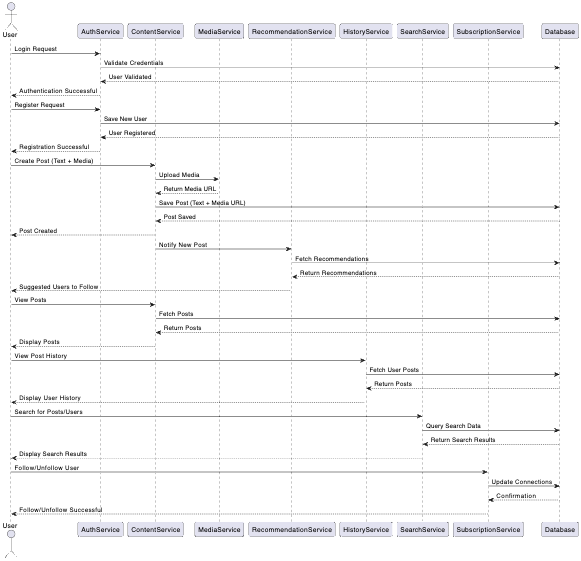 User
AuthService
ContentService
MediaService
RecommendationService
HistoryService
SearchService
SubscriptionService
Database
Login Request
Validate Credentials
User Validated
Authentication Successful
Register Request
Save New User
User Registered
Registration Successful
Create Post (Text + Media)
Upload Media
Return Media URL
Save Post (Text + Media URL)
Post Saved
Post Created
Notify New Post
Fetch Recommendations
Return Recommendations
Suggested Users to Follow
View Posts
Fetch Posts
Return Posts
Display Posts
View Post History
Fetch User Posts
Return Posts
Display User History
Search for Posts/Users
Query Search Data
Return Search Results
Display Search Results
Follow/Unfollow User
Update Connections
Confirmation
Follow/Unfollow Successful
User
AuthService
ContentService
MediaService
RecommendationService
HistoryService
SearchService
SubscriptionService
Database